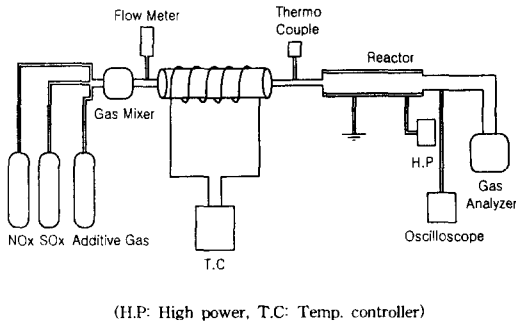 Flow Meter
Thermo
Couple
Reactor
Gas Mixer
H.P
Gas
Analyzer
NOx SOx Additive Gas
T.C
Oscilloscope
(H.P: High power, T.C: Temp. controller)